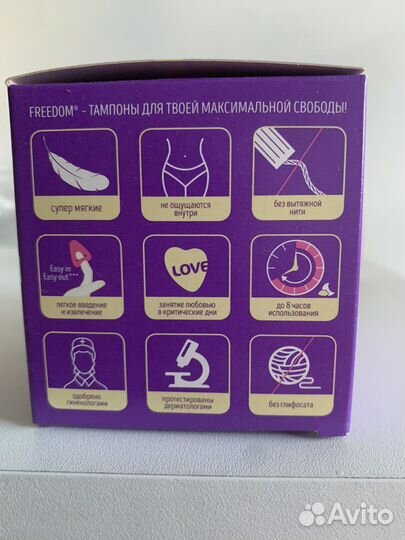 FREEDOM® - ТАМПОНЫ ДЛЯ ТВОЕЙ МАКСИМАЛЬНОЙ СВОБОДЫ!
супер мягкие
не ощущаются
внутри
без вытяжной
нити
Easy in
Easy out***
легкое введение
и извлечение
LOVE
занятие любовью
в критические дни
до 8 часов
использования
одобрено
гинекологами
протестированы
дерматологами
без глифосата
Avito